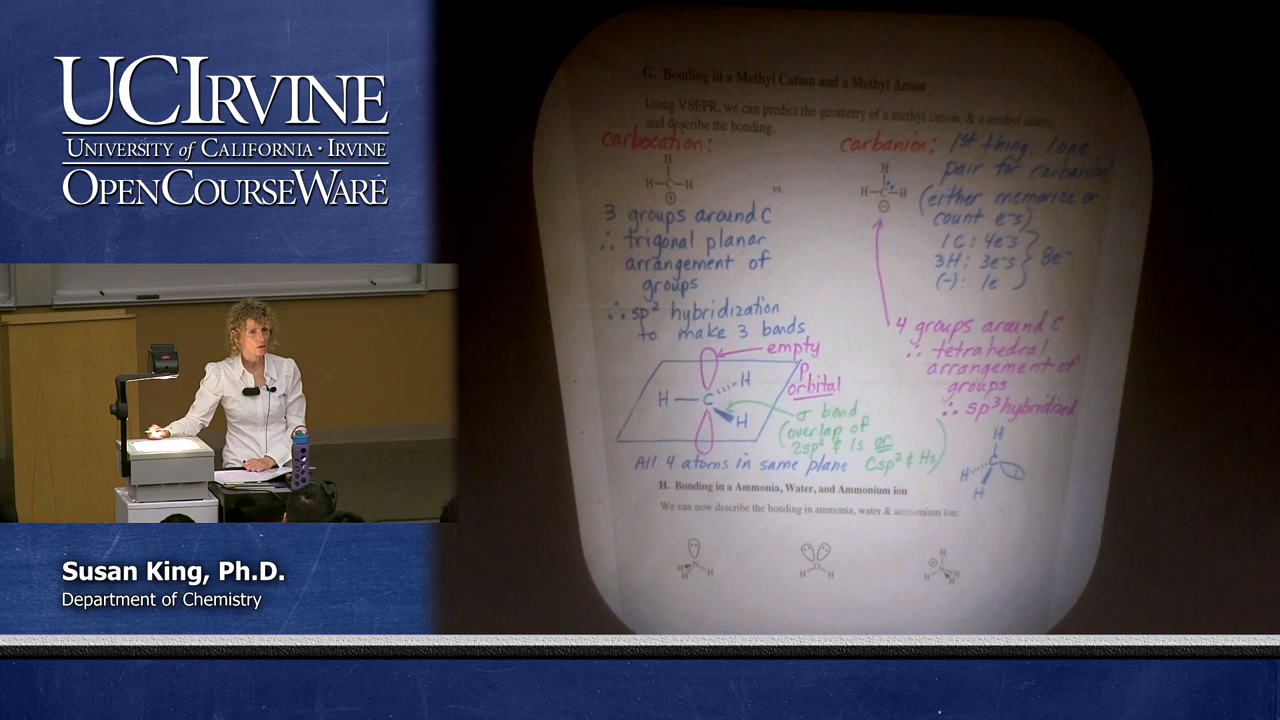 UCIRVINE
UNIVERSITY of CALIFORNIA · IRVINE
OPENCOURSEWARE
Susan King, Ph.D.
Department of Chemistry
G. Bonding in a Methyl Cation and a Methyl Anion
Using VSEPR, we can predict the geometry of a methyl cation, & a methyl anion,
and describe the bonding.
carbocation:
H
H—C—H
⊕
3 groups around C
∴ trigonal planar
arrangement of
groups
∴ sp² hybridization
to make 3 bonds
empty
p
orbital
H — C H
H
σ bond
(overlap of
2sp² & 1s or
Csp² & Hs)
All 4 atoms in same plane
vs.
carbanion: 1st thing, lone
pair for carbanion
(either memorize or
count e⁻s)
H
H—C—H
⊖
1C: 4e⁻s
3H: 3e⁻s } 8e⁻
(-): 1e
4 groups around C
∴ tetrahedral
arrangement of
groups
∴ sp³ hybridized
H
H C
H
H. Bonding in a Ammonia, Water, and Ammonium ion
We can now describe the bonding in ammonia, water & ammonium ion:
H N H
H
H O H
H
⊕
H N H
H